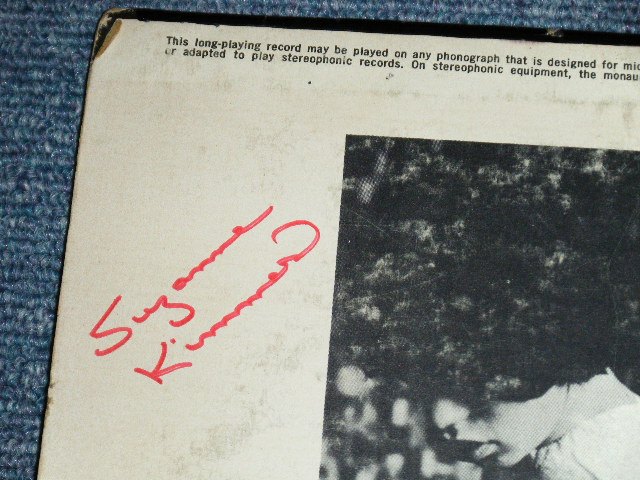 This long-playing record may be played on any phonograph that is designed for mic
or adapted to play stereophonic records. On stereophonic equipment, the monau
Suzanne
Kimmel